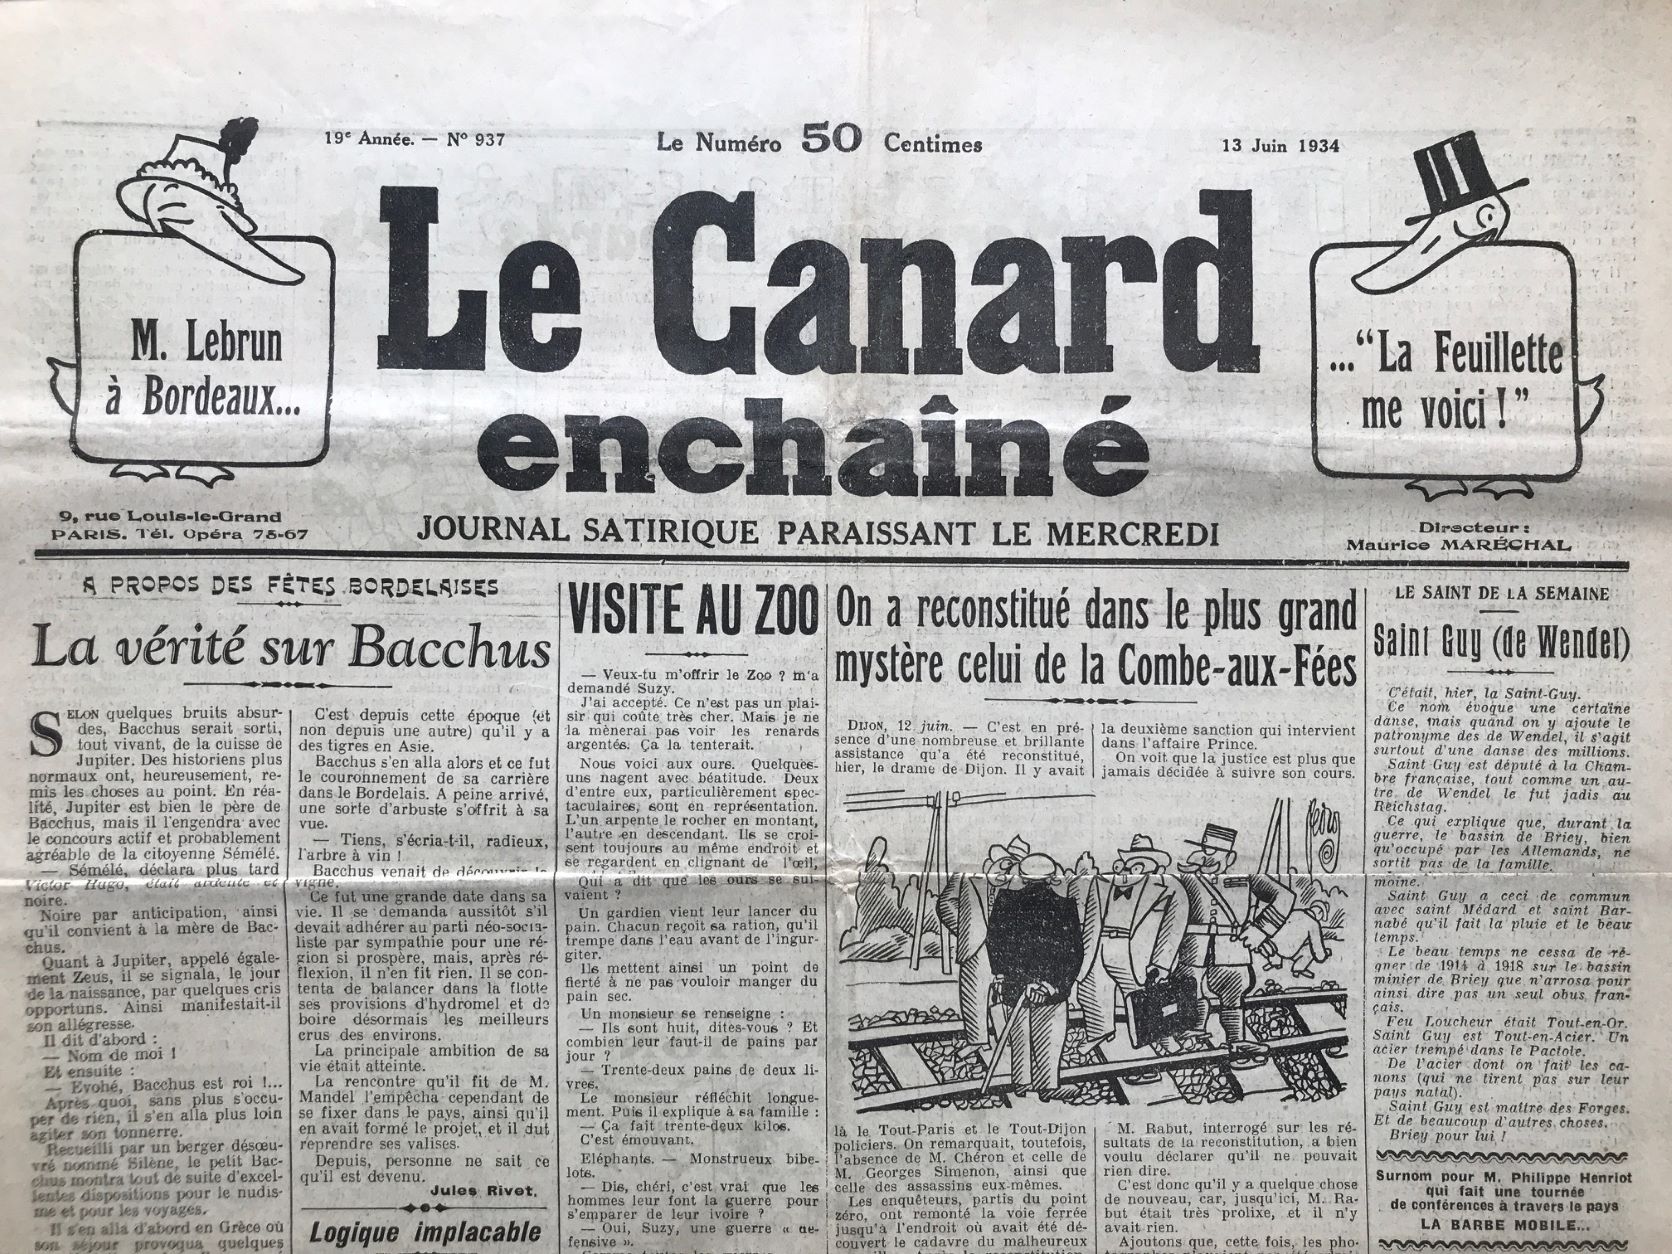 19e Année. — No 937
Le Numéro 50 Centimes
13 Juin 1934
Le Canard
enchaîné
M. Lebrun
à Bordeaux...
..."La Feuillette
me voici !"
9, rue Louis-le-Grand
PARIS. Tél. Opéra 75-67
JOURNAL SATIRIQUE PARAISSANT LE MERCREDI
Directeur :
Maurice MARÉCHAL
A PROPOS DES FÊTES BORDELAISES
La vérité sur Bacchus
SELON quelques bruits absur-
des, Bacchus serait sorti,
tout vivant, de la cuisse de
Jupiter. Des historiens plus
normaux ont, heureusement, re-
mis les choses au point. En réa-
lité, Jupiter est bien le père de
Bacchus, mais il l'engendra avec
le concours actif et probablement
agréable de la citoyenne Sémélé.
— Sémélé, déclara plus tard
Victor Hugo, était ardente et
noire.
Noire par anticipation, ainsi
qu'il convient à la mère de Bac-
chus.
Quant à Jupiter, appelé égale-
ment Zeus, il se signala, le jour
de la naissance, par quelques cris
opportuns. Ainsi manifestait-il
son allégresse.
Il dit d'abord :
— Nom de moi !
Et ensuite :
— Evohé, Bacchus est roi !...
Après quoi, sans plus s'occu-
per de rien, il s'en alla plus loin
agiter son tonnerre.
Recueilli par un berger désœu-
vré nommé Silène, le petit Bac-
chus montra tout de suite d'excel-
lentes dispositions pour le nudis-
me et pour les voyages.
Il s'en alla d'abord en Grèce où
son séjour provoqua quelques
C'est depuis cette époque (et
non depuis une autre) qu'il y a
des tigres en Asie.
Bacchus s'en alla alors et ce fut
le couronnement de sa carrière
dans le Bordelais. A peine arrivé,
une sorte d'arbuste s'offrit à sa
vue.
— Tiens, s'écria-t-il, radieux,
l'arbre à vin !
Bacchus venait de découvrir la
vigne.
Ce fut une grande date dans sa
vie. Il se demanda aussitôt s'il
devait adhérer au parti néo-socia-
liste par sympathie pour une ré-
gion si prospère, mais, après ré-
flexion, il n'en fit rien. Il se con-
tenta de balancer dans la flotte
ses provisions d'hydromel et de
boire désormais les meilleurs
crus des environs.
La principale ambition de sa
vie était atteinte.
La rencontre qu'il fit de M.
Mandel l'empêcha cependant de
se fixer dans le pays, ainsi qu'il
en avait formé le projet, et il dut
reprendre ses valises.
Depuis, personne ne sait ce
qu'il est devenu.
Jules Rivet.
Logique implacable
VISITE AU ZOO
— Veux-tu m'offrir le Zoo ? m'a
demandé Suzy.
J'ai accepté. Ce n'est pas un plai-
sir qui coûte très cher. Mais je ne
la mènerai pas voir les renards
argentés. Ça la tenterait.
Nous voici aux ours. Quelques-
uns nagent avec béatitude. Deux
d'entre eux, particulièrement spec-
taculaires, sont en représentation.
L'un arpente le rocher en montant,
l'autre en descendant. Ils se croi-
sent toujours au même endroit et
se regardent en clignant de l'œil.
Qui a dit que les ours se sui-
vaient ?
Un gardien vient leur lancer du
pain. Chacun reçoit sa ration, qu'il
trempe dans l'eau avant de l'ingur-
giter.
Ils mettent ainsi un point de
fierté à ne pas vouloir manger du
pain sec.
Un monsieur se renseigne :
— Ils sont huit, dites-vous ? Et
combien leur faut-il de pains par
jour ?
— Trente-deux pains de deux li-
vres.
Le monsieur réfléchit longue-
ment. Puis il explique à sa famille :
— Ça fait trente-deux kilos.
C'est émouvant.
Eléphants. — Monstrueux bibe-
lots.
— Dis, chéri, c'est vrai que les
hommes leur font la guerre pour
s'emparer de leur ivoire ?
— Oui, Suzy, une guerre « dé-
fensive ».
On a reconstitué dans le plus grand
mystère celui de la Combe-aux-Fées
DIJON, 12 juin. — C'est en pré-
sence d'une nombreuse et brillante
assistance qu'a été reconstitué,
hier, le drame de Dijon. Il y avait
la deuxième sanction qui intervient
dans l'affaire Prince.
On voit que la justice est plus que
jamais décidée à suivre son cours.
là le Tout-Paris et le Tout-Dijon
policiers. On remarquait, toutefois,
l'absence de M. Chéron et celle de
M. Georges Simenon, ainsi que
celle des assassins eux-mêmes.
Les enquêteurs, partis du point
zéro, ont remonté la voie ferrée
jusqu'à l'endroit où avait été dé-
couvert le cadavre du malheureux
M. Rabut, interrogé sur les ré-
sultats de la reconstitution, a bien
voulu déclarer qu'il ne pouvait
rien dire.
C'est donc qu'il y a quelque chose
de nouveau, car, jusqu'ici, M. Ra-
but était très prolixe, et il n'y
avait rien.
Ajoutons que, cette fois, les pho-
LE SAINT DE LA SEMAINE
Saint Guy (de Wendel)
C'était, hier, la Saint-Guy.
Ce nom évoque une certaine
danse, mais quand on y ajoute le
patronyme des de Wendel, il s'agit
surtout d'une danse des millions.
Saint Guy est député à la Cham-
bre française, tout comme un au-
tre de Wendel le fut jadis au
Reichstag.
Ce qui explique que, durant la
guerre, le bassin de Briey, bien
qu'occupé par les Allemands, ne
sortit pas de la famille.
moine.
Saint Guy a ceci de commun
avec saint Médard et saint Bar-
nabé qu'il fait la pluie et le beau
temps.
Le beau temps ne cessa de ré-
gner de 1914 à 1918 sur le bassin
minier de Briey que n'arrosa pour
ainsi dire pas un seul obus fran-
çais.
Feu Loucheur était Tout-en-Or.
Saint Guy est Tout-en-Acier. Un
acier trempé dans le Pactole.
De l'acier dont on fait les ca-
nons (qui ne tirent pas sur leur
pays natal).
Saint Guy est maître des Forges.
Et de beaucoup d'autres choses.
Briey pour lui !
Surnom pour M. Philippe Henriot
qui fait une tournée
de conférences à travers le pays
LA BARBE MOBILE...